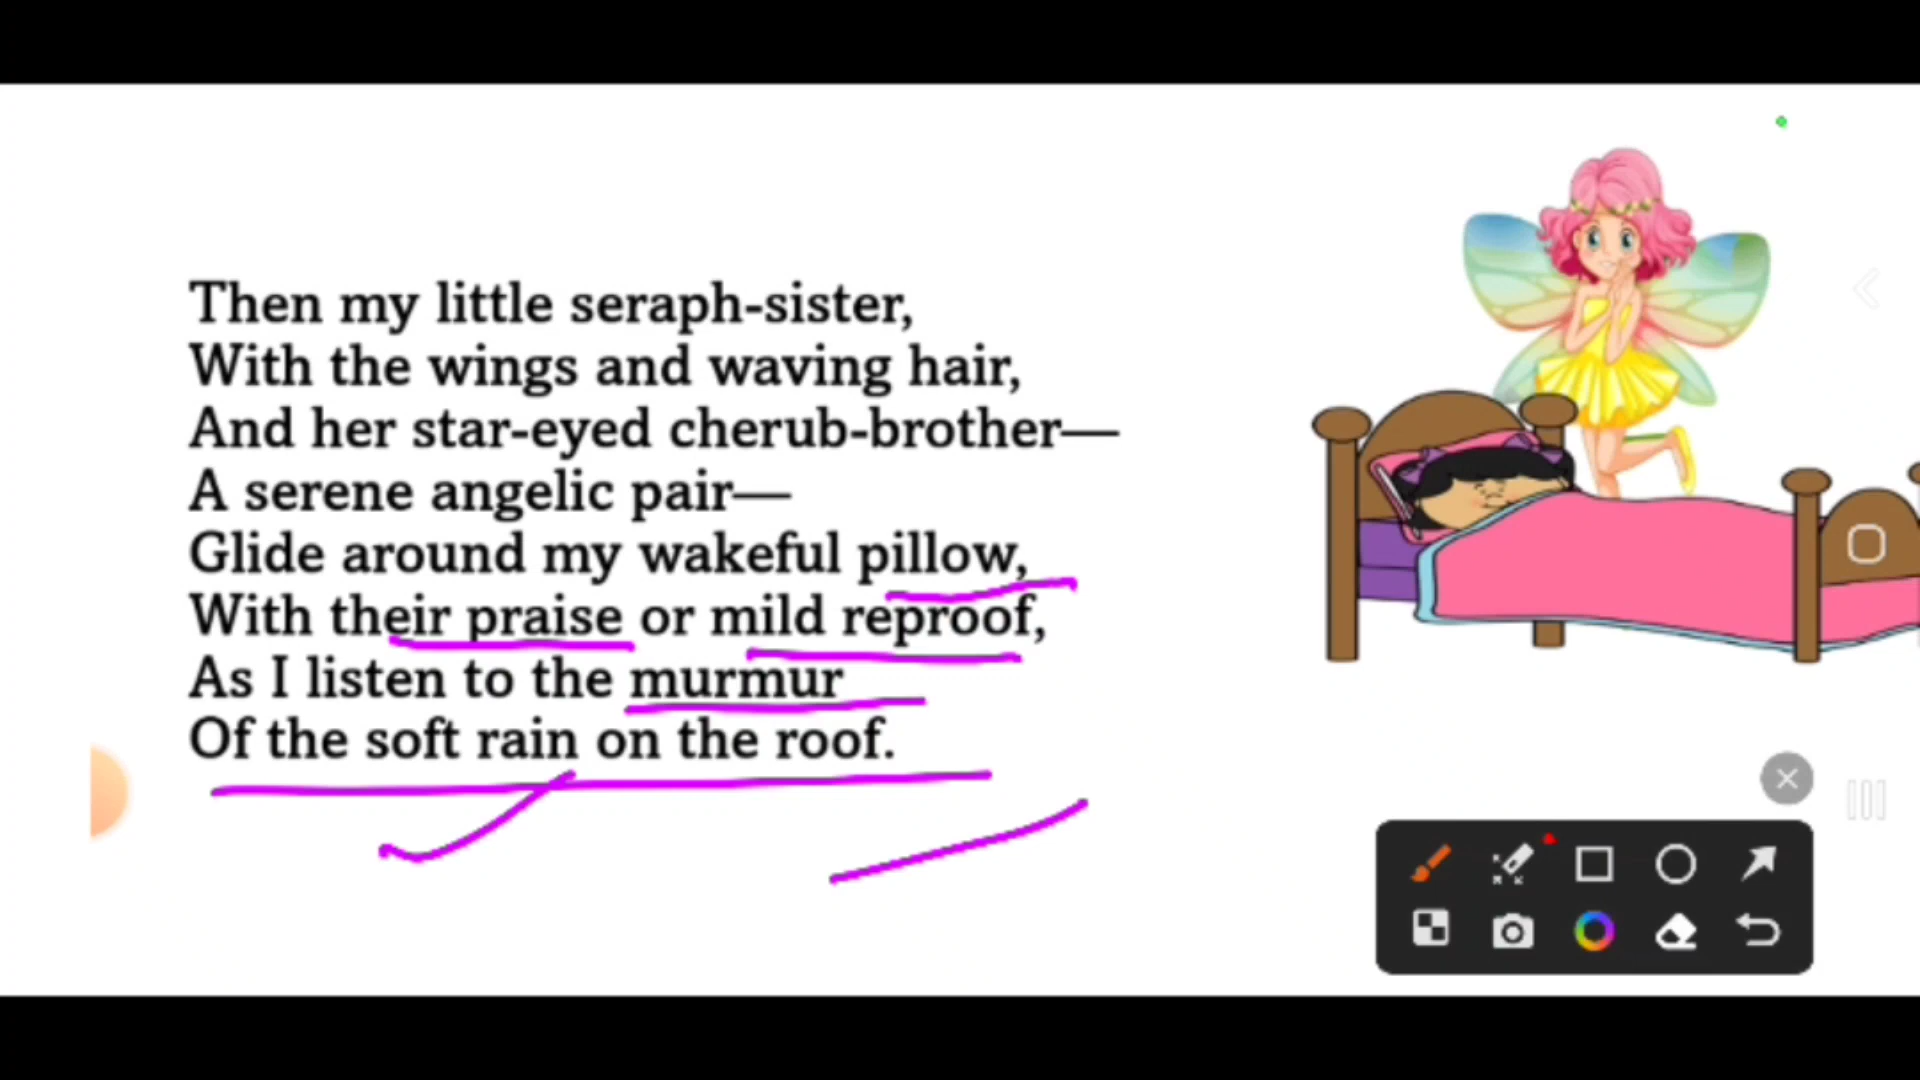 Then my little seraph-sister,
With the wings and waving hair,
And her star-eyed cherub-brother—
A serene angelic pair—
Glide around my wakeful pillow,
With their praise or mild reproof,
As I listen to the murmur
Of the soft rain on the roof.